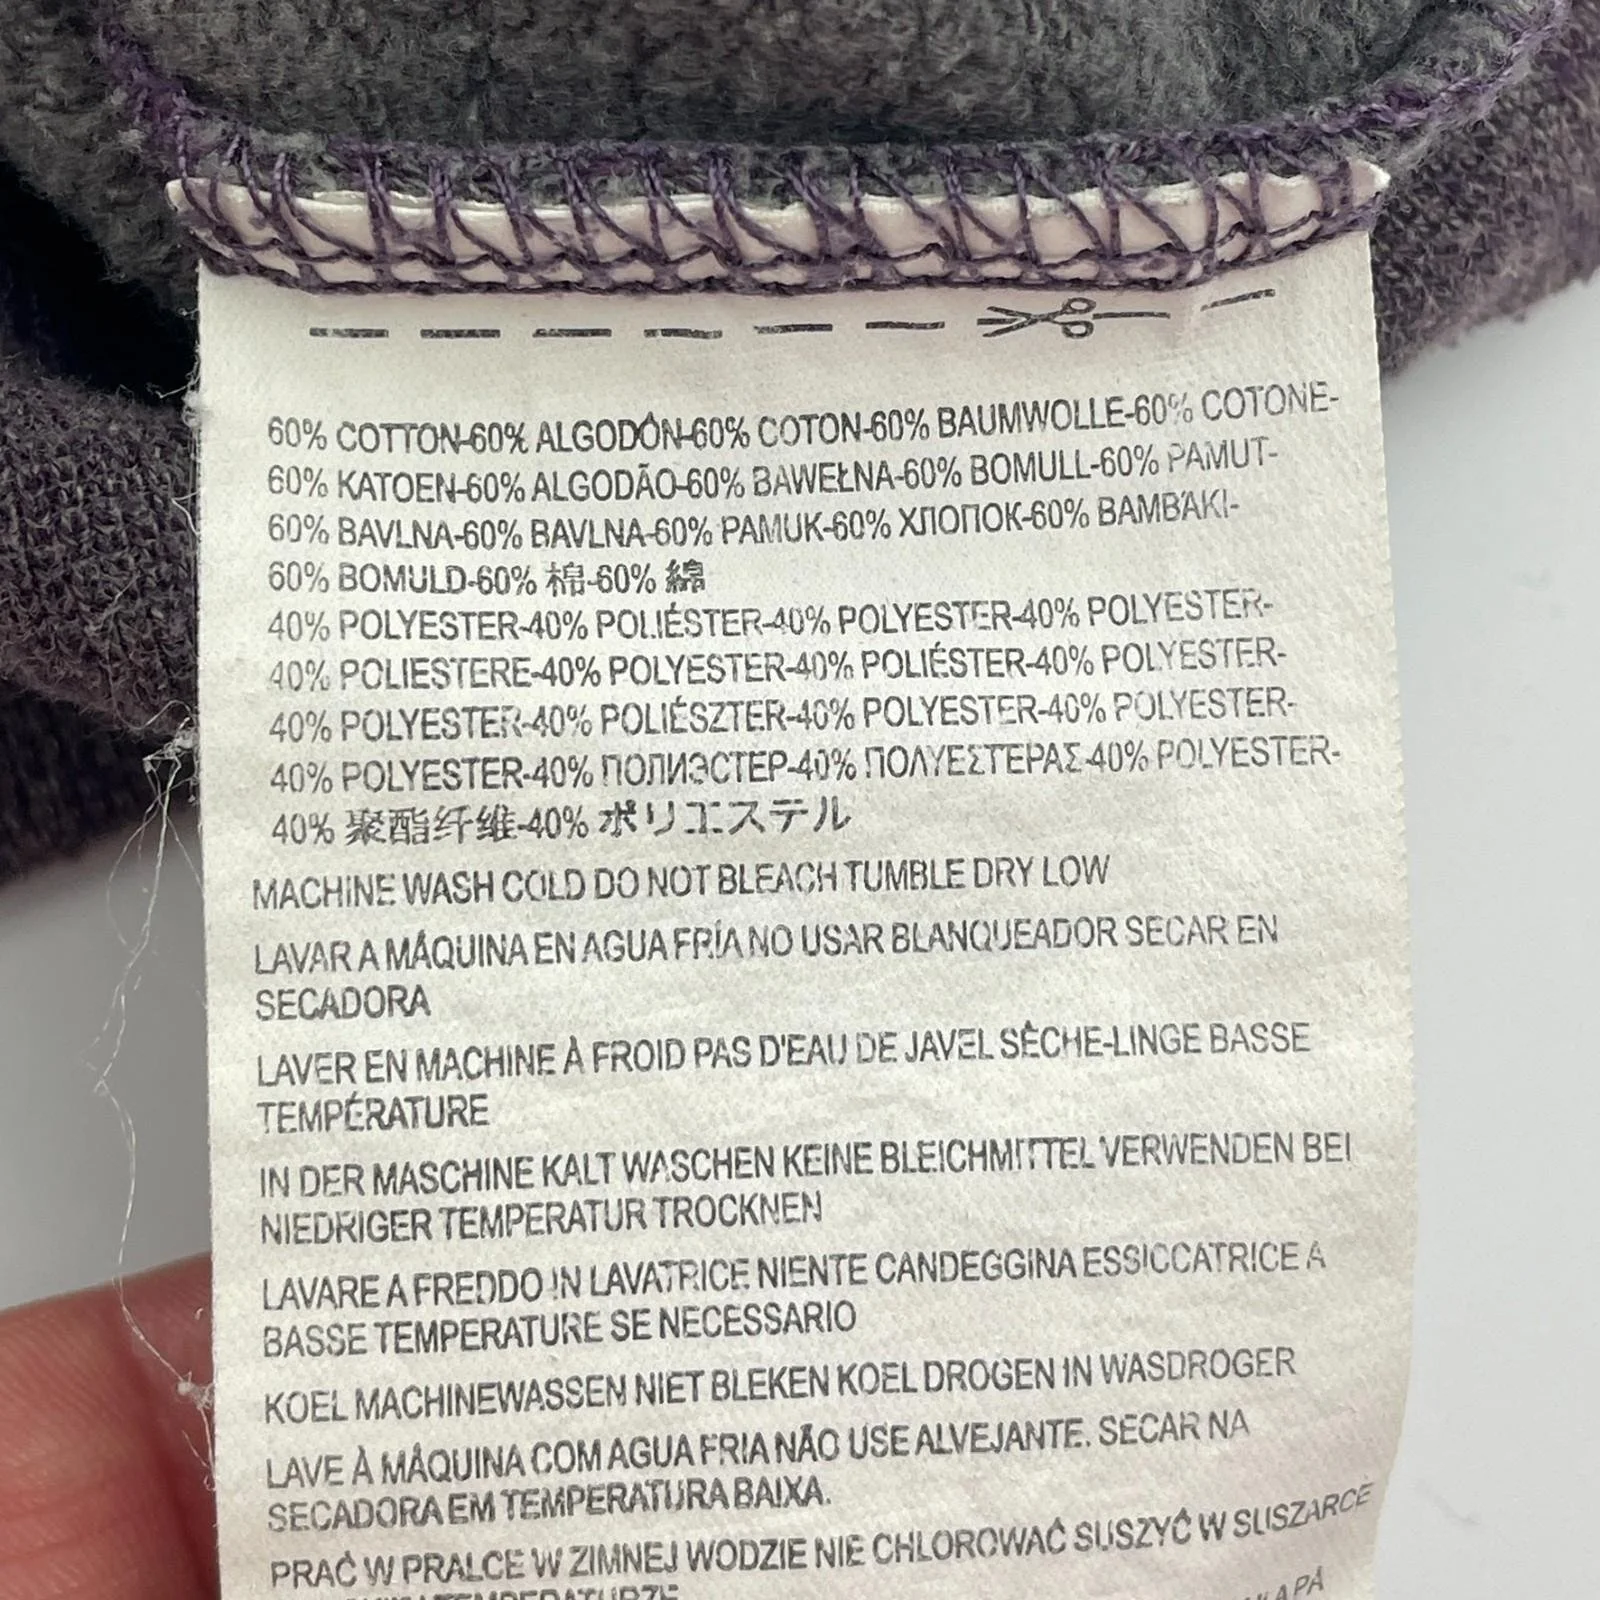 60% COTTON-60% ALGODÓN-60% COTON-60% BAUMWOLLE-60% COTONE-
60% KATOEN-60% ALGODÃO-60% BAWEŁNA-60% BOMULL-60% PAMUT-
60% BAVLNA-60% BAVLNA-60% PAMUK-60% ХЛОПОК-60% ΒΑΜΒΆΚΙ-
60% BOMULD-60% 棉-60% 綿
40% POLYESTER-40% POLIÉSTER-40% POLYESTER-40% POLYESTER-
40% POLIESTERE-40% POLYESTER-40% POLIÉSTER-40% POLYESTER-
40% POLYESTER-40% POLIÉSZTER-40% POLYESTER-40% POLYESTER-
40% POLYESTER-40% ПОЛИЭСТЕР-40% ΠΟΛΥΕΣΤΕΡΑΣ-40% POLYESTER-
40% 聚酯纤维-40% ポリエステル
MACHINE WASH COLD DO NOT BLEACH TUMBLE DRY LOW
LAVAR A MÁQUINA EN AGUA FRÍA NO USAR BLANQUEADOR SECAR EN
SECADORA
LAVER EN MACHINE À FROID PAS D'EAU DE JAVEL SÈCHE-LINGE BASSE
TEMPÉRATURE
IN DER MASCHINE KALT WASCHEN KEINE BLEICHMITTEL VERWENDEN BEI
NIEDRIGER TEMPERATUR TROCKNEN
LAVARE A FREDDO IN LAVATRICE NIENTE CANDEGGINA ESSICCATRICE A
BASSE TEMPERATURE SE NECESSARIO
KOEL MACHINEWASSEN NIET BLEKEN KOEL DROGEN IN WASDROGER
LAVE À MÁQUINA COM AGUA FRIA NÃO USE ALVEJANTE. SECAR NA
SECADORA EM TEMPERATURA BAIXA.
PRAĆ W PRALCE W ZIMNEJ WODZIE NIE CHLOROWAĆ SUSZYĆ W SUSZARCE